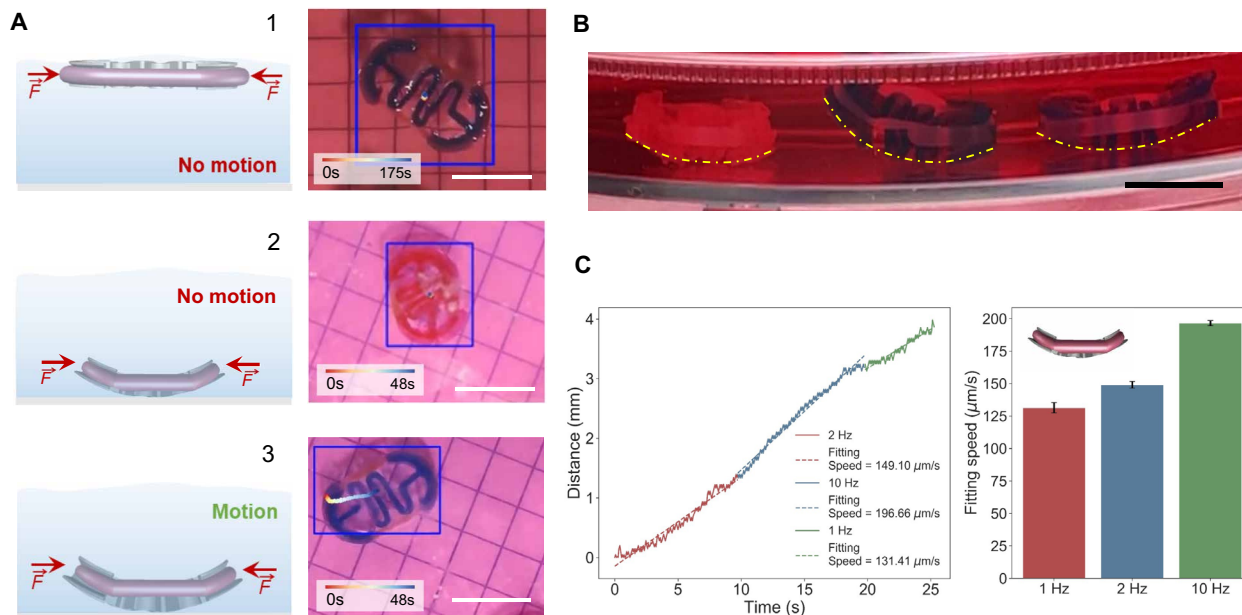 A
1
F
F
No motion
0s
175s
2
No motion
F
F
0s
48s
3
Motion
F
F
0s
48s
B
C
Distance (mm)
4
3
2
1
0
0
5
10
15
20
25
Time (s)
2 Hz
Fitting
Speed = 149.10 µm/s
10 Hz
Fitting
Speed = 196.66 µm/s
1 Hz
Fitting
Speed = 131.41 µm/s
Fitting speed (µm/s)
200
175
150
125
100
75
50
25
0
1 Hz
2 Hz
10 Hz